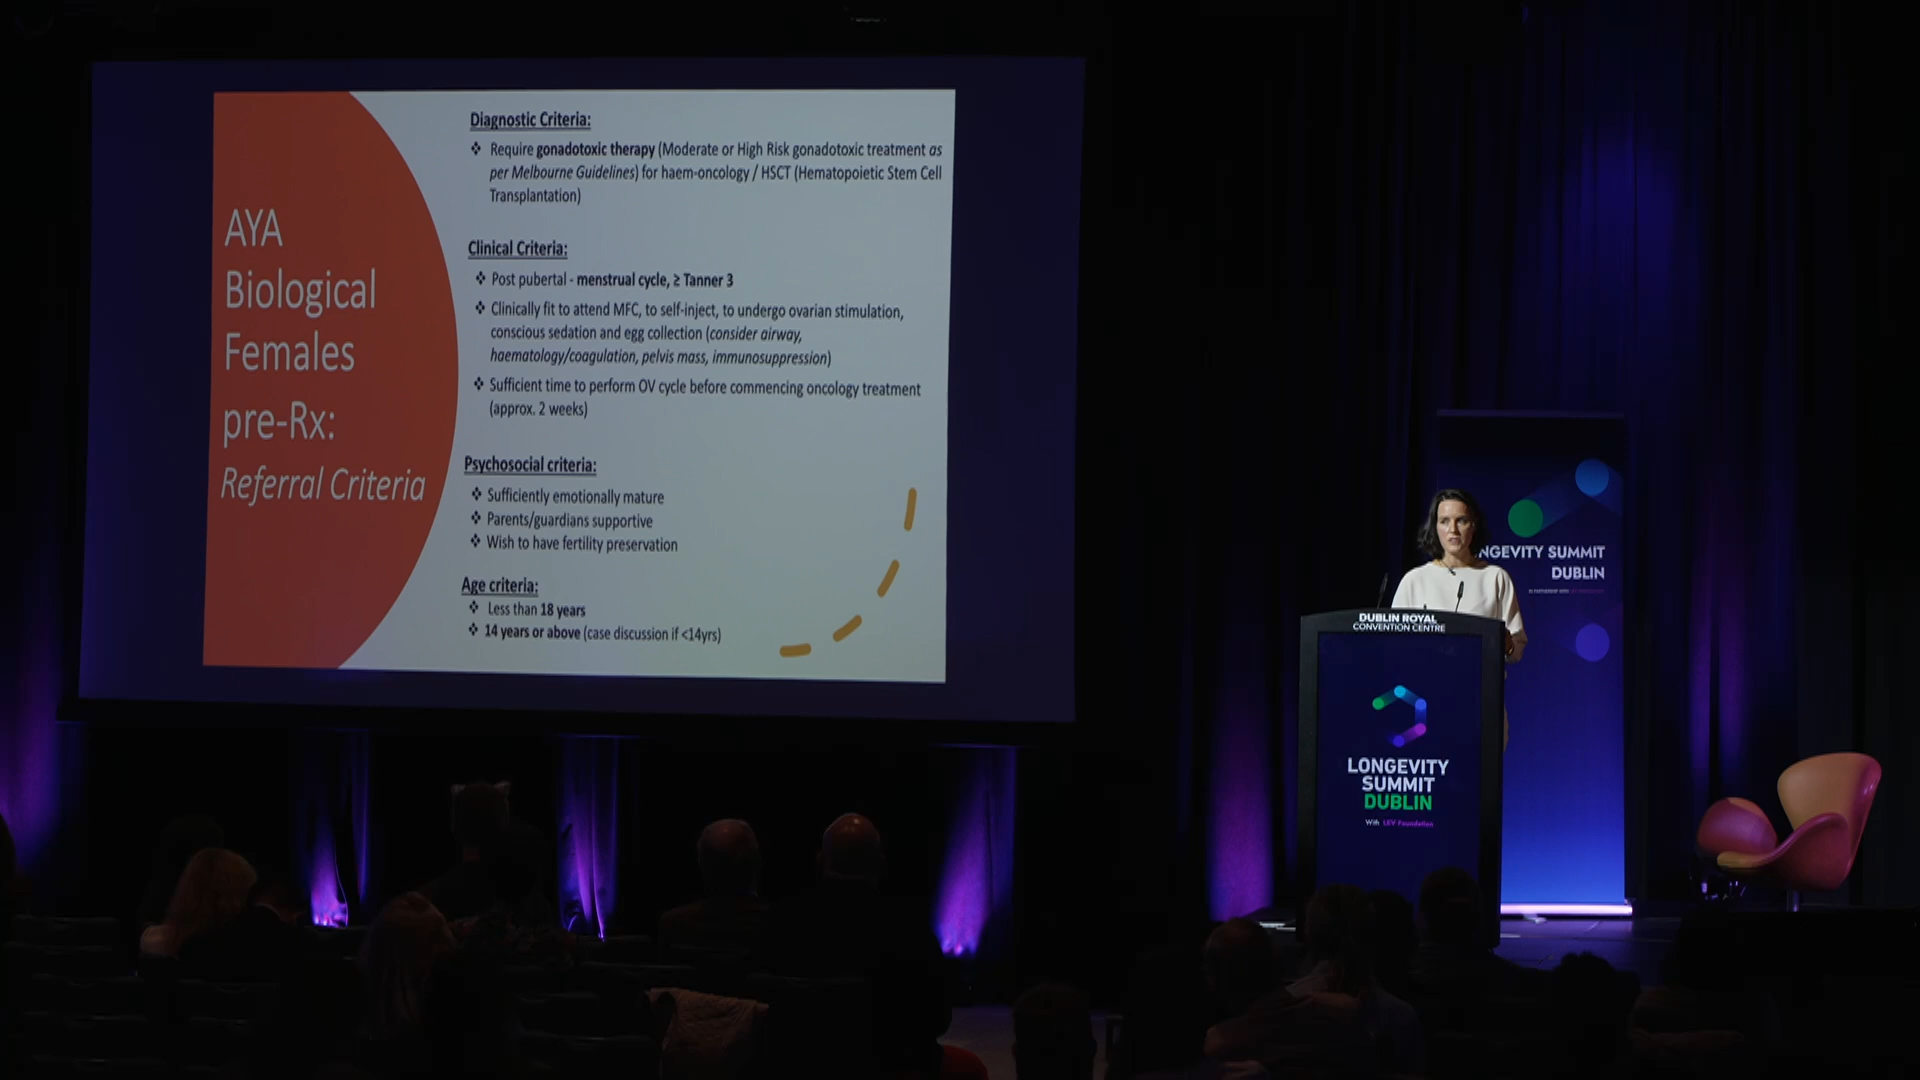 AYA
Biological
Females
pre-Rx:
Referral Criteria
Diagnostic Criteria:
❖ Require gonadotoxic therapy (Moderate or High Risk gonadotoxic treatment as
per Melbourne Guidelines) for haem-oncology / HSCT (Hematopoietic Stem Cell
Transplantation)
Clinical Criteria:
❖ Post pubertal - menstrual cycle, ≥ Tanner 3
❖ Clinically fit to attend MFC, to self-inject, to undergo ovarian stimulation,
conscious sedation and egg collection (consider airway,
haematology/coagulation, pelvis mass, immunosuppression)
❖ Sufficient time to perform OV cycle before commencing oncology treatment
(approx. 2 weeks)
Psychosocial criteria:
❖ Sufficiently emotionally mature
❖ Parents/guardians supportive
❖ Wish to have fertility preservation
Age criteria:
❖ Less than 18 years
❖ 14 years or above (case discussion if <14yrs)
NGEVITY SUMMIT
DUBLIN
DUBLIN ROYAL
CONVENTION CENTRE
LONGEVITY
SUMMIT
DUBLIN
With LEV Foundation